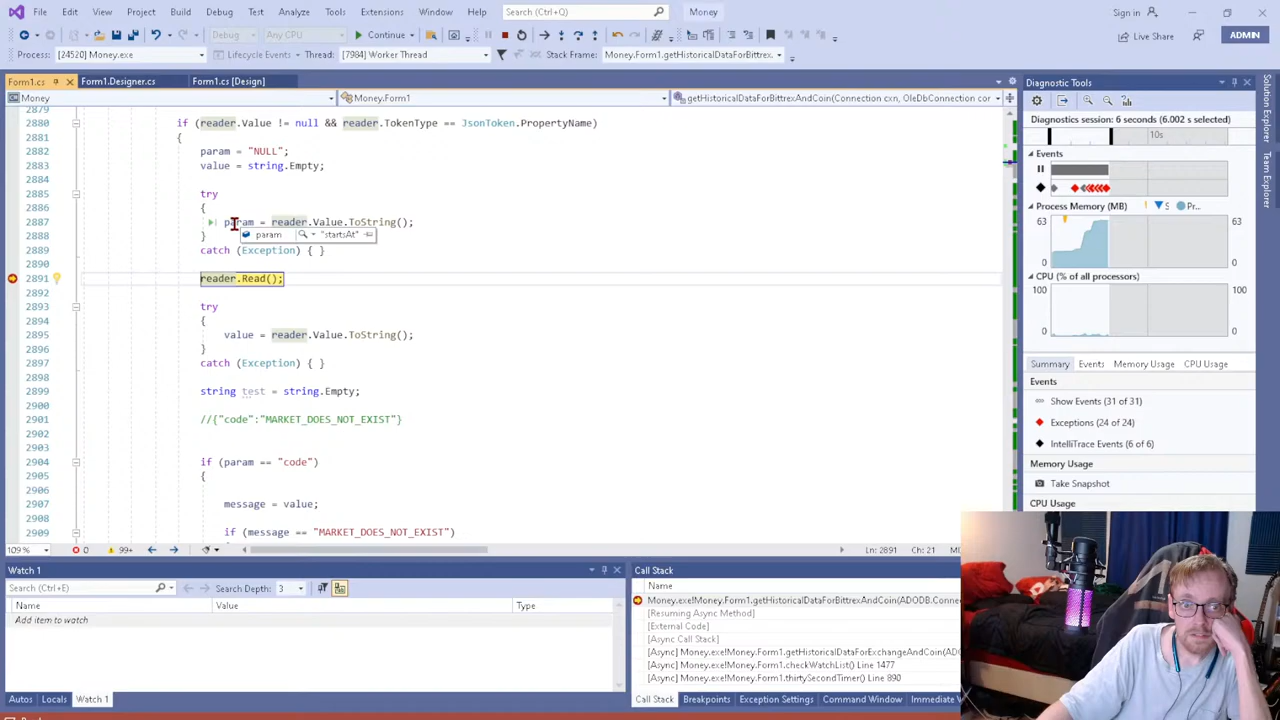 File Edit View Git Project Build Debug Test Analyze Tools Extensions Window Help Search (Ctrl+Q) Money Sign in
Debug Any CPU Continue Live Share ADMIN
Process: [24520] Money.exe Lifecycle Events Thread: [7984] Worker Thread Stack Frame: Money.Form1.getHistoricalDataForBittrex
Form1.cs Form1.Designer.cs Form1.cs [Design]
Money Money.Form1 getHistoricalDataForBittrexAndCoin(Connection cxn, OleDbConnection cor
2879
2880 if (reader.Value != null && reader.TokenType == JsonToken.PropertyName)
2881 {
2882 param = "NULL";
2883 value = string.Empty;
2884
2885 try
2886 {
2887 param = reader.Value.ToString();
2888 }
param "startsAt"
2889 catch (Exception) { }
2890
2891 reader.Read();
2892
2893 try
2894 {
2895 value = reader.Value.ToString();
2896 }
2897 catch (Exception) { }
2898
2899 string test = string.Empty;
2900
2901 //{"code":"MARKET_DOES_NOT_EXIST"}
2902
2903
2904 if (param == "code")
2905 {
2906
2907 message = value;
2908
2909 if (message == "MARKET_DOES_NOT_EXIST")
109 % 0 99+ Ln: 2891 Ch: 21
Diagnostic Tools
Diagnostics session: 6 seconds (6.002 s selected)
10s
Events
Process Memory (MB) S Pr...
63 63
0 0
CPU (% of all processors)
100 100
0 0
Summary Events Memory Usage CPU Usage
Events
Show Events (31 of 31)
Exceptions (24 of 24)
IntelliTrace Events (6 of 6)
Memory Usage
Take Snapshot
CPU Usage
Solution Explorer
Team Explorer
Watch 1
Search (Ctrl+E) Search Depth: 3
Name Value Type
Add item to watch
Autos Locals Watch 1
Call Stack
Name
Money.exe!Money.Form1.getHistoricalDataForBittrexAndCoin(ADODB.Conne
[Resuming Async Method]
[External Code]
[Async Call Stack]
[Async] Money.exe!Money.Form1.getHistoricalDataForExchangeAndCoin(AD
[Async] Money.exe!Money.Form1.checkWatchList() Line 1477
[Async] Money.exe!Money.Form1.thirtySecondTimer() Line 890
Call Stack Breakpoints Exception Settings Command Window Immediate W